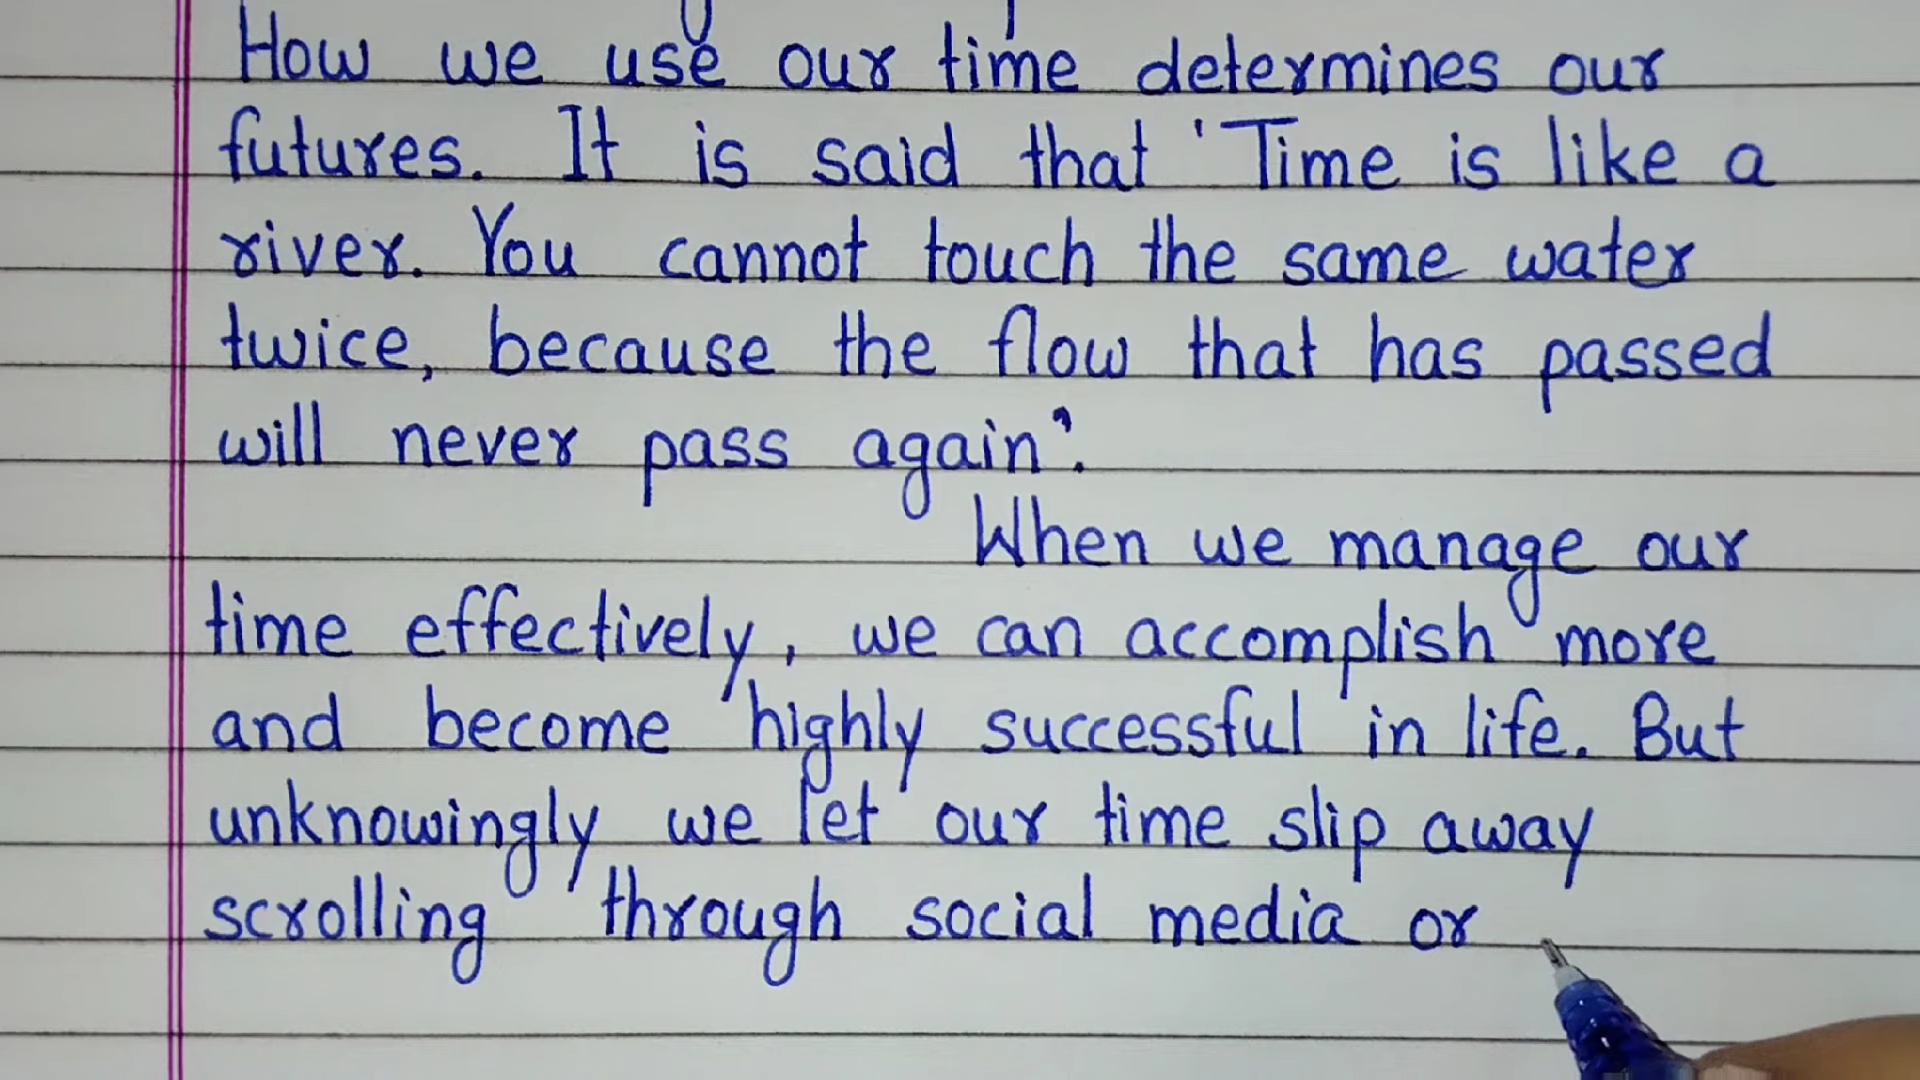 How we use our time determines our
futures. It is said that 'Time is like a
river. You cannot touch the same water
twice, because the flow that has passed
will never pass again'.
When we manage our
time effectively, we can accomplish more
and become highly successful in life. But
unknowingly we let our time slip away
scrolling through social media or